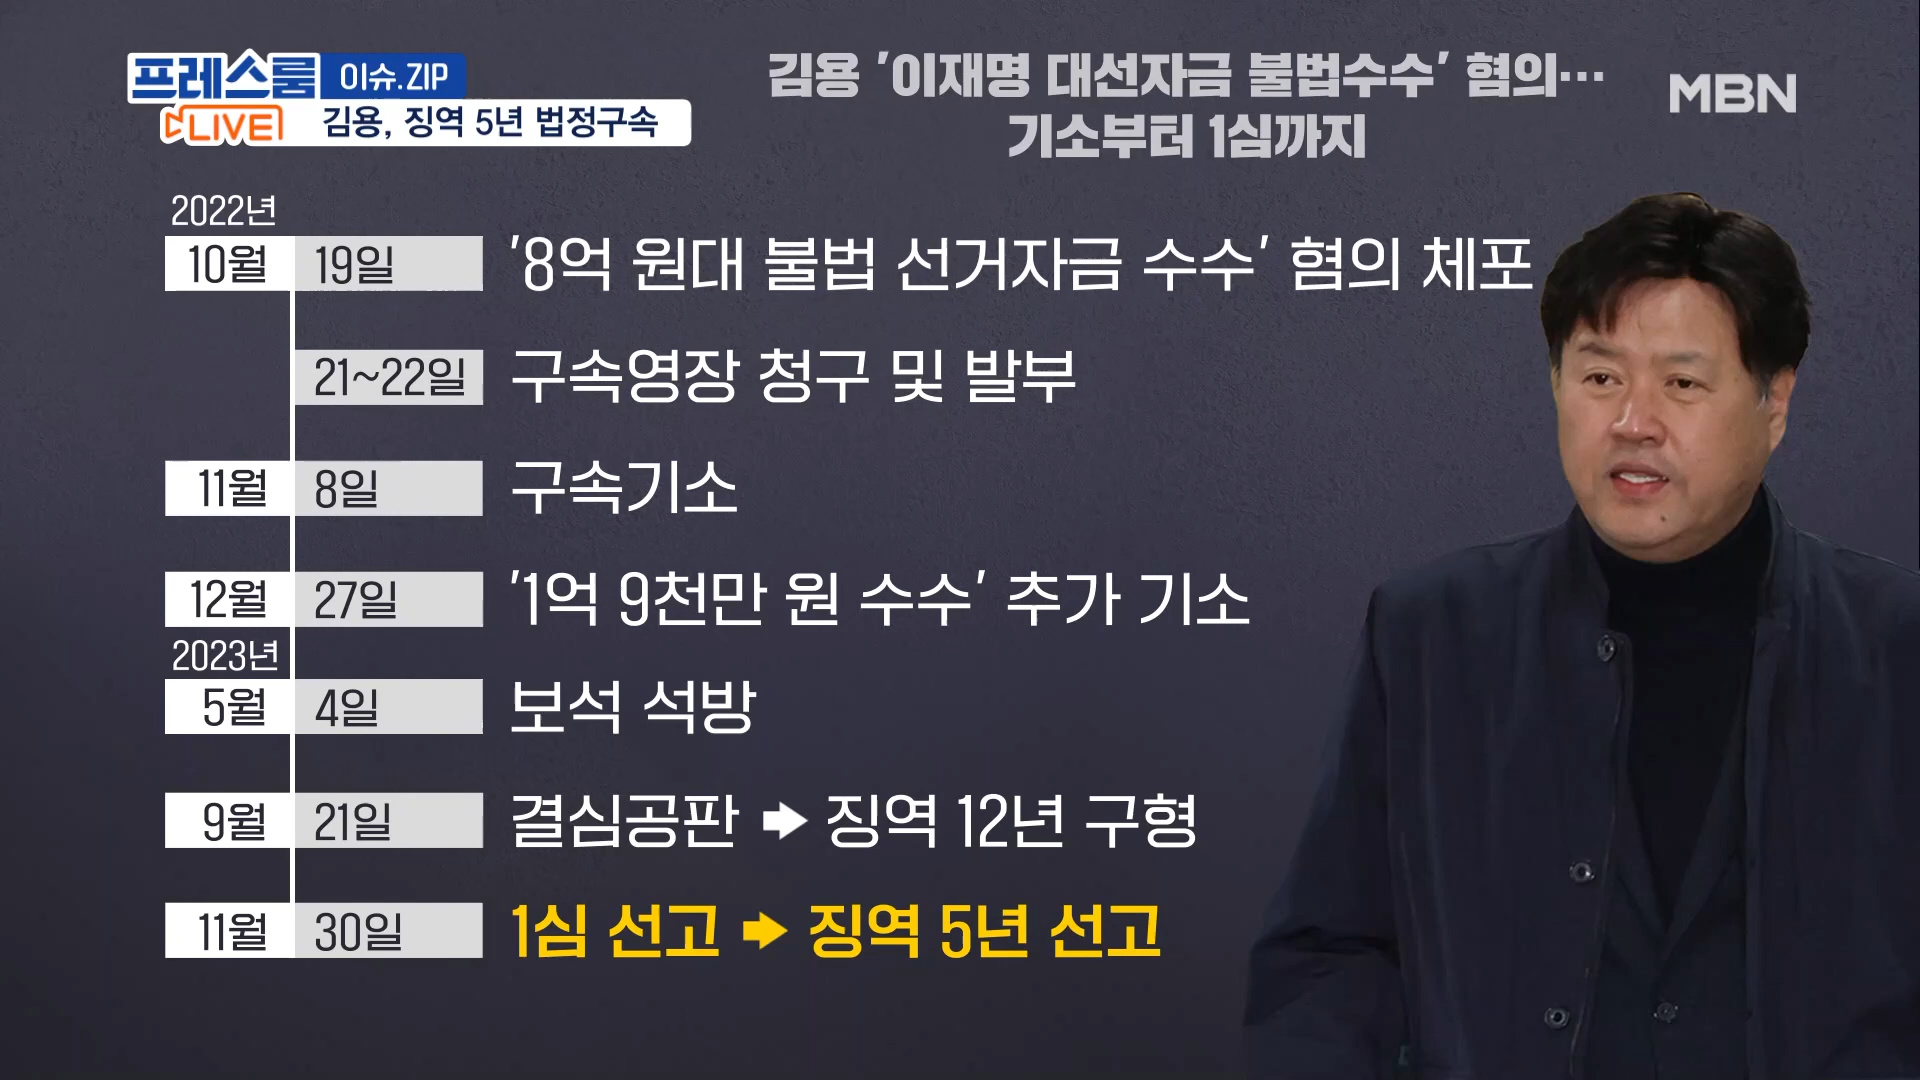 프레스룸 이슈.ZIP
LIVE 김용, 징역 5년 법정구속
김용 '이재명 대선자금 불법수수' 혐의…
기소부터 1심까지
MBN
2022년
10월 19일 '8억 원대 불법 선거자금 수수' 혐의 체포
21~22일 구속영장 청구 및 발부
11월 8일 구속기소
12월 27일 '1억 9천만 원 수수' 추가 기소
2023년
5월 4일 보석 석방
9월 21일 결심공판 ➡ 징역 12년 구형
11월 30일 1심 선고 ➡ 징역 5년 선고